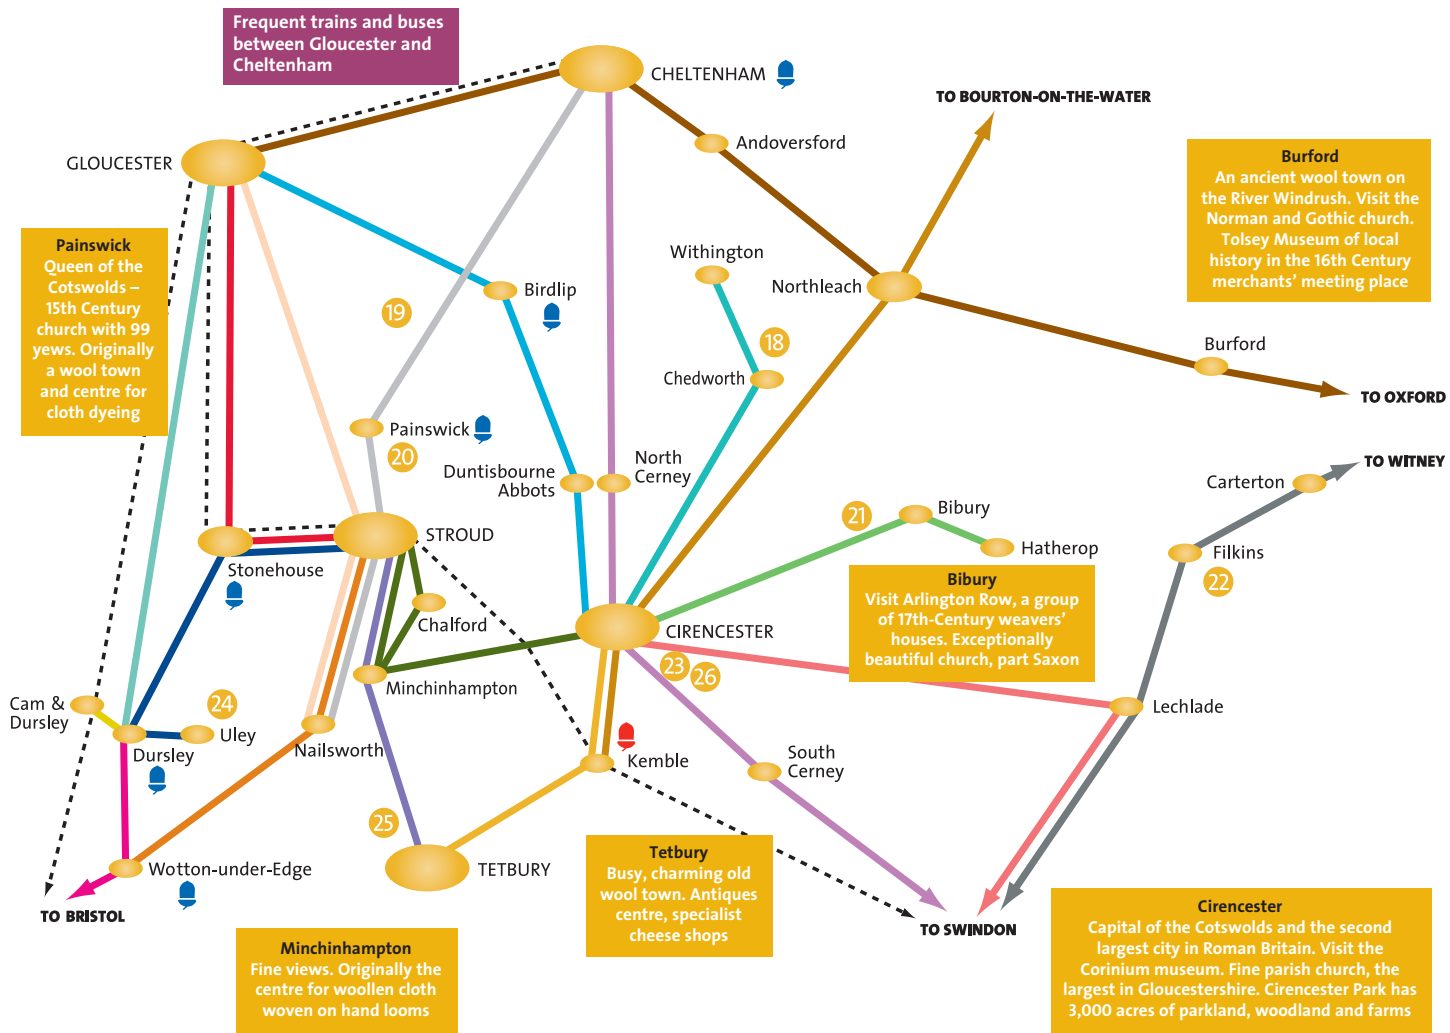 Frequent trains and buses
between Gloucester and
Cheltenham
CHELTENHAM
TO BOURTON-ON-THE-WATER
Andoversford
GLOUCESTER
Burford
An ancient wool town on
the River Windrush. Visit the
Norman and Gothic church.
Tolsey Museum of local
history in the 16th Century
merchants’ meeting place
Painswick
Queen of the
Cotswolds –
15th Century
church with 99
yews. Originally
a wool town
and centre for
cloth dyeing
Withington
Birdlip
Northleach
19
18
Burford
Chedworth
TO OXFORD
Painswick
20
North
Cerney
Duntisbourne
Abbots
TO WITNEY
Carterton
21
Bibury
STROUD
Hatherop
Filkins
22
Stonehouse
Bibury
Visit Arlington Row, a group
of 17th-Century weavers’
houses. Exceptionally
beautiful church, part Saxon
Chalford
CIRENCESTER
23
26
Minchinhampton
Cam &
Dursley
24
Uley
Lechlade
Dursley
Nailsworth
Kemble
South
Cerney
25
Wotton-under-Edge
TETBURY
Tetbury
Busy, charming old
wool town. Antiques
centre, specialist
cheese shops
TO BRISTOL
TO SWINDON
Minchinhampton
Fine views. Originally the
centre for woollen cloth
woven on hand looms
Cirencester
Capital of the Cotswolds and the second
largest city in Roman Britain. Visit the
Corinium museum. Fine parish church, the
largest in Gloucestershire. Cirencester Park has
3,000 acres of parkland, woodland and farms